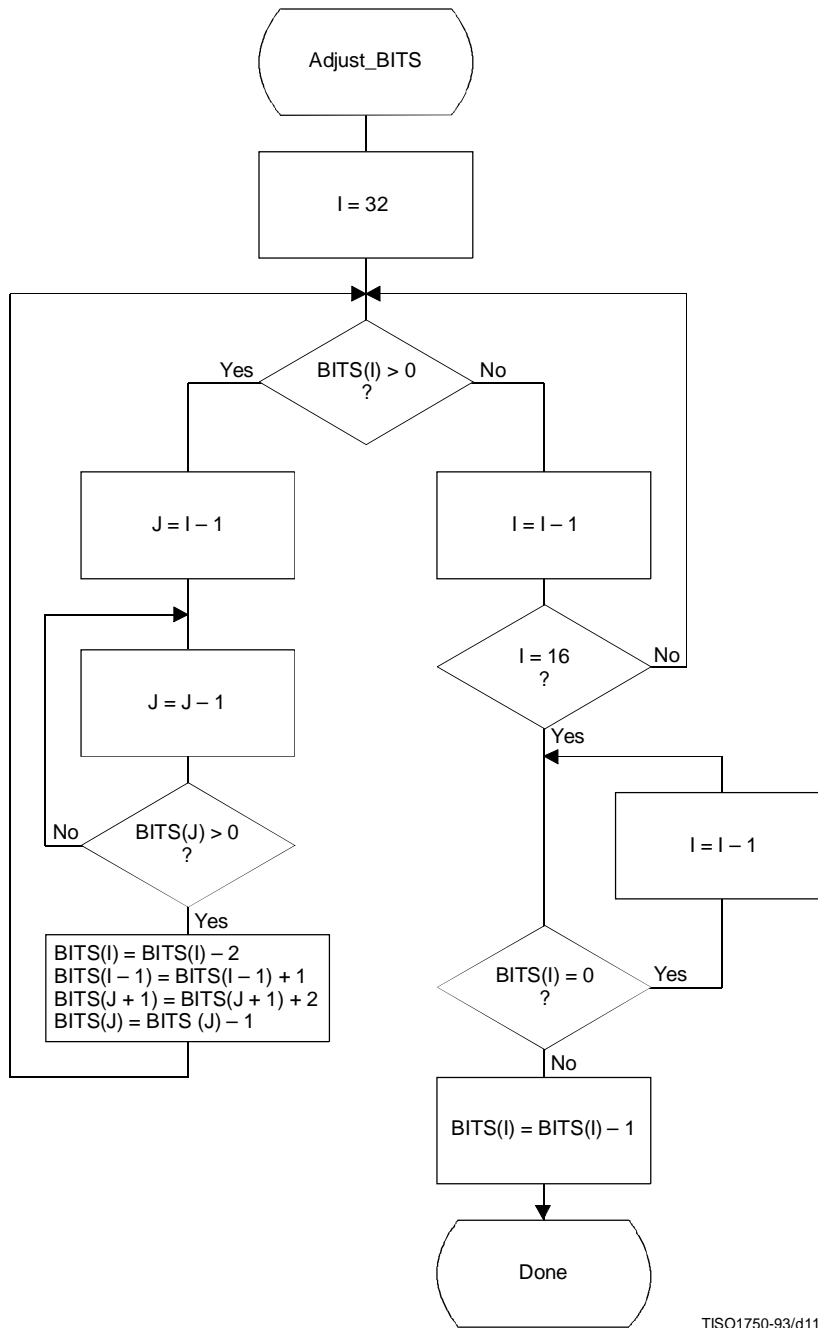 Adjust_BITS
I = 32
BITS(I) > 0
?
Yes
No
J = I – 1
I = I – 1
J = J – 1
I = 16
?
No
Yes
BITS(J) > 0
?
No
Yes
I = I – 1
BITS(I) = BITS(I) – 2
BITS(I – 1) = BITS(I – 1) + 1
BITS(J + 1) = BITS(J + 1) + 2
BITS(J) = BITS (J) – 1
BITS(I) = 0
?
Yes
No
BITS(I) = BITS(I) – 1
Done
TISO1750-93/d11